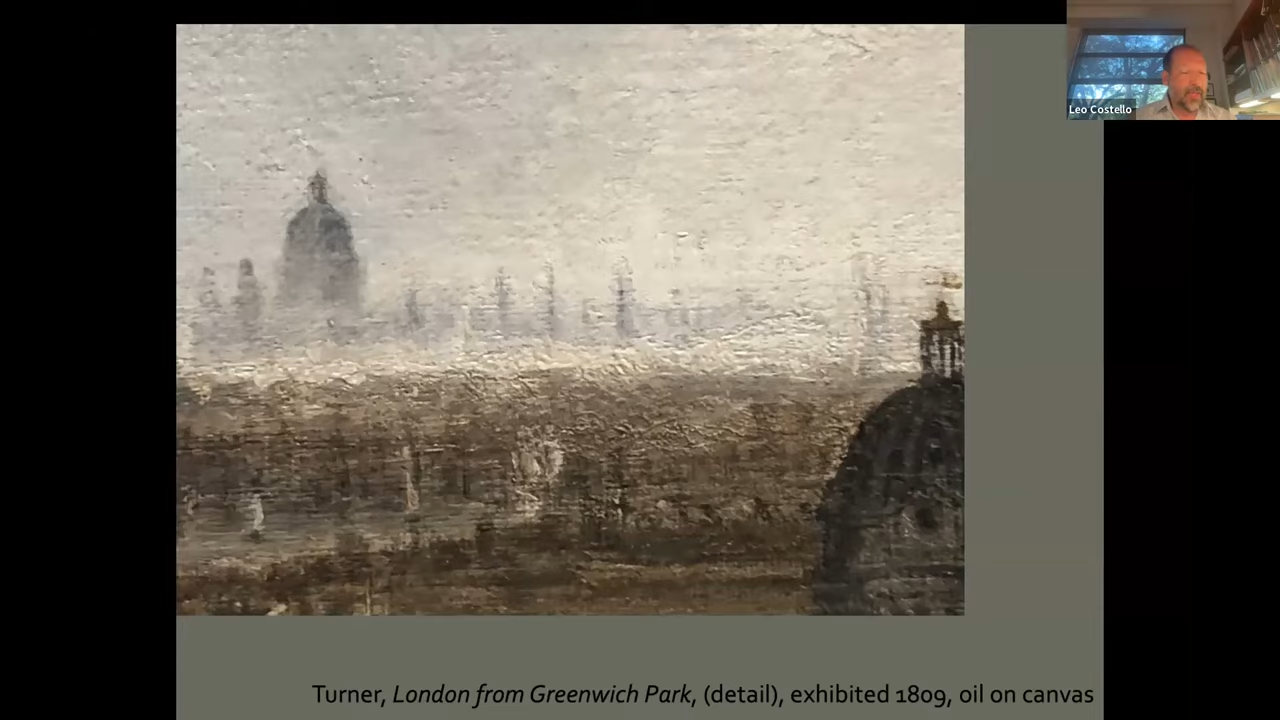 Leo Costello
Turner, London from Greenwich Park, (detail), exhibited 1809, oil on canvas